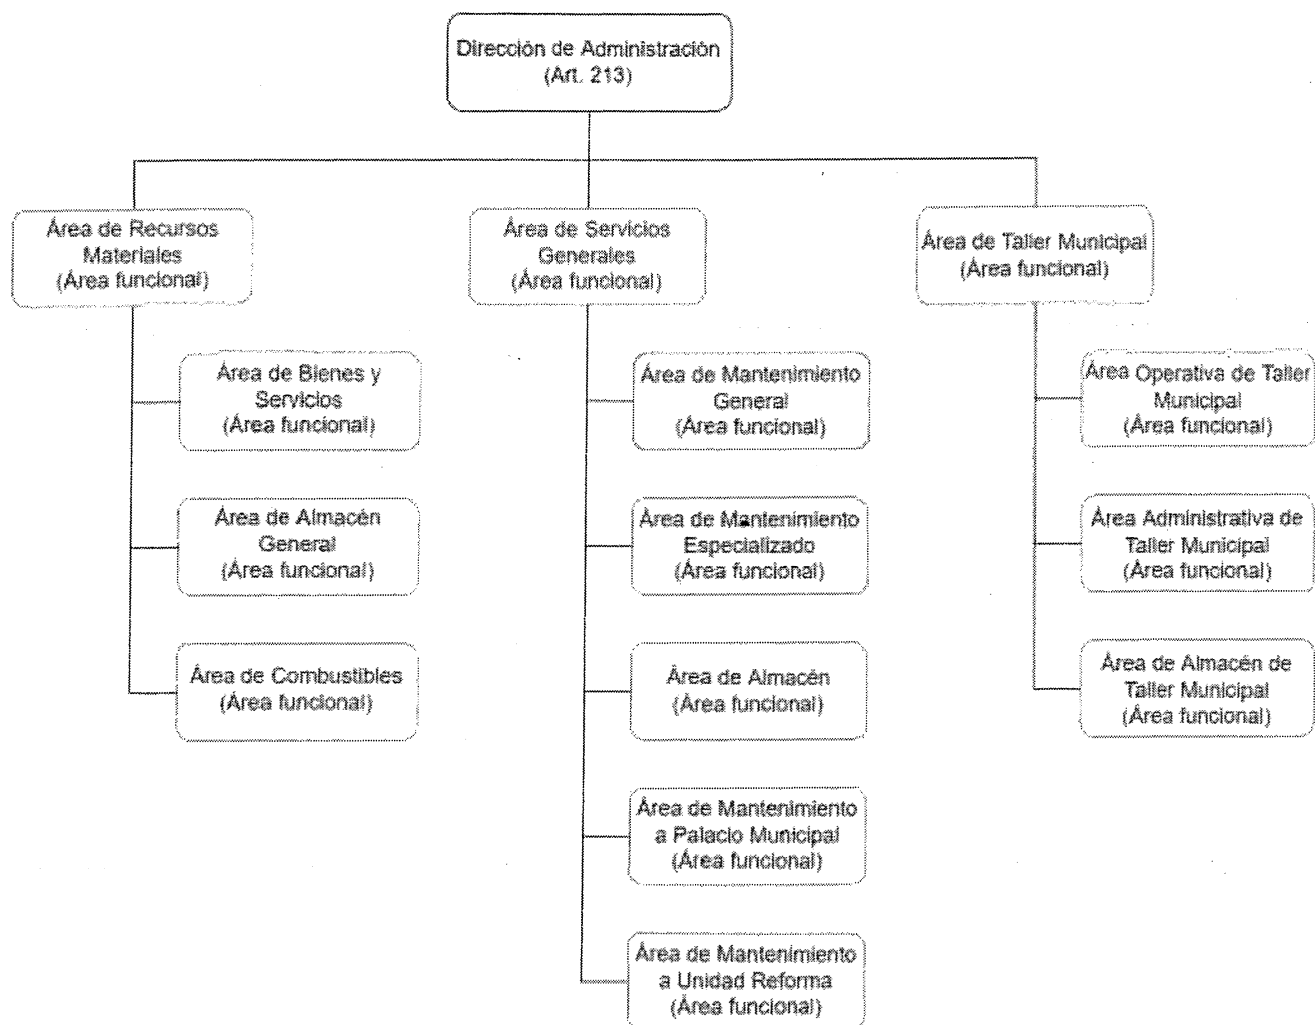 Dirección de Administración
(Art. 213)
Área de Recursos
Materiales
(Área funcional)
Área de Servicios
Generales
(Área funcional)
Área de Taller Municipal
(Área funcional)
Área de Bienes y
Servicios
(Área funcional)
Área de Almacén
General
(Área funcional)
Área de Combustibles
(Área funcional)
Área de Mantenimiento
General
(Área funcional)
Área de Mantenimiento
Especializado
(Área funcional)
Área de Almacén
(Área funcional)
Área de Mantenimiento
a Palacio Municipal
(Área funcional)
Área de Mantenimiento
a Unidad Reforma
(Área funcional)
Área Operativa de Taller
Municipal
(Área funcional)
Área Administrativa de
Taller Municipal
(Área funcional)
Área de Almacén de
Taller Municipal
(Área funcional)